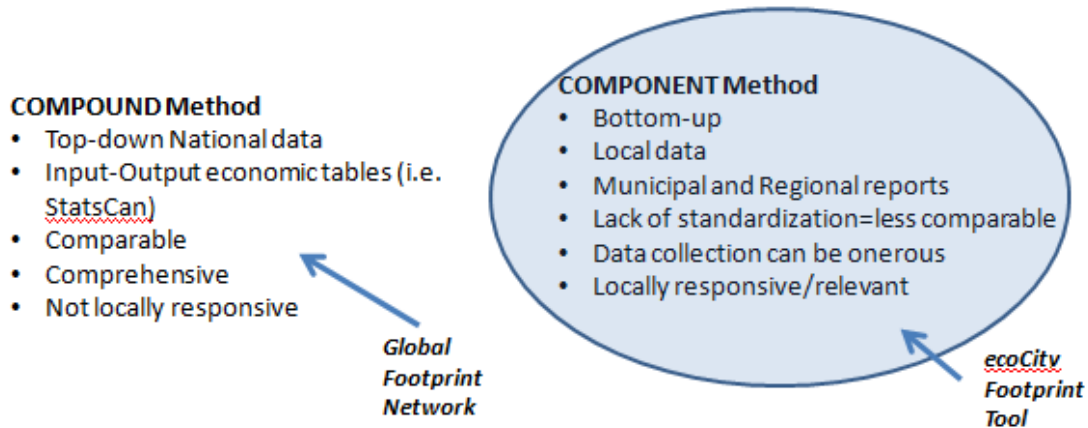 COMPOUND Method
• Top-down National data
• Input-Output economic tables (i.e.
StatsCan)
• Comparable
• Comprehensive
• Not locally responsive
Global
Footprint
Network
COMPONENT Method
• Bottom-up
• Local data
• Municipal and Regional reports
• Lack of standardization=less comparable
• Data collection can be onerous
• Locally responsive/relevant
ecoCity
Footprint
Tool